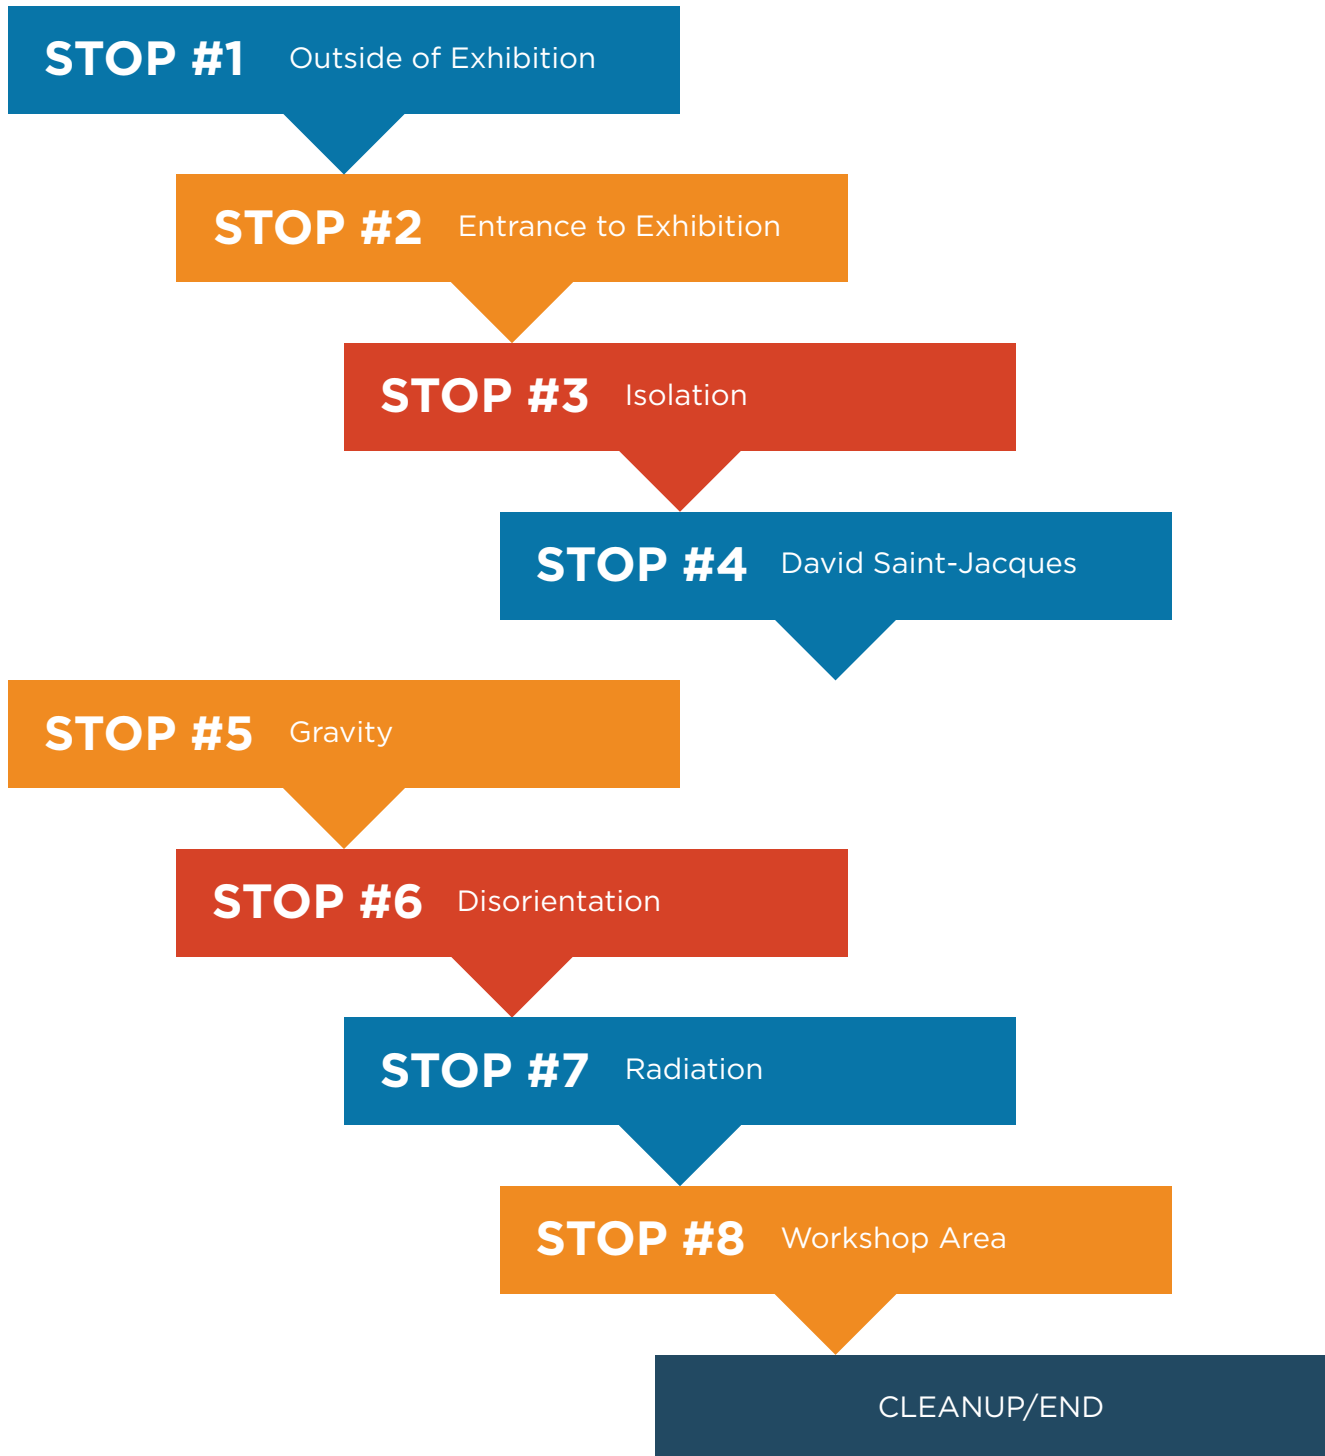 STOP #1 Outside of Exhibition
STOP #2 Entrance to Exhibition
STOP #3 Isolation
STOP #4 David Saint-Jacques
STOP #5 Gravity
STOP #6 Disorientation
STOP #7 Radiation
STOP #8 Workshop Area
CLEANUP/END